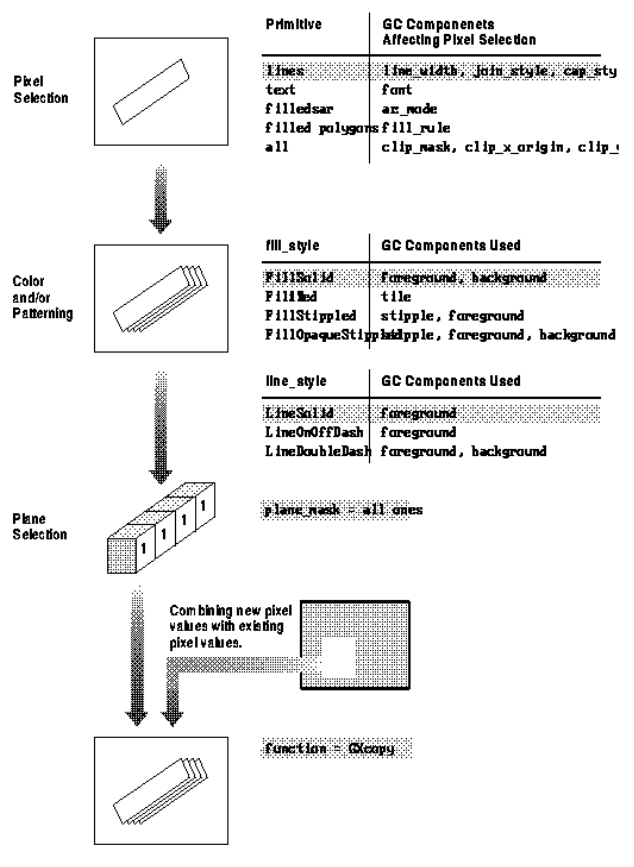 Primitive GC Componenets
Affecting Pixel Selection
Pixel
Selection
lines line_width, join_style, cap_sty
text font
filledsar arc_mode
filled polygons fill_rule
all clip_mask, clip_x_origin, clip_
Color
and/or
Patterning
fill_style GC Components Used
FillSolid foreground, background
tile
FillStippled stipple, foreground
stipple, foreground, background
line_style GC Components Used
LineSolid foreground
LineOnOffDash foreground
LineDoubleDash foreground, background
Plane
Selection
1 1 1 1
plane_mask = all ones
Combining new pixel
values with existing
pixel values.
function = GXcopy